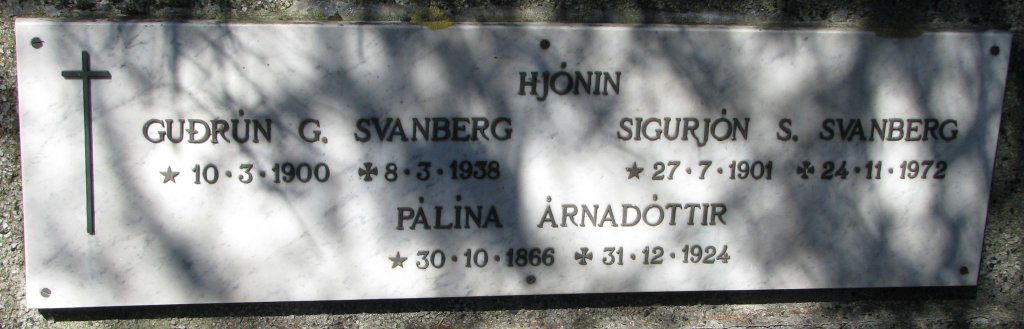 HJÓNIN
GUÐRÚN G. SVANBERG SIGURJÓN S. SVANBERG
★ 10·3·1900 ✠ 8·3·1938 ★ 27·7·1901 ✠ 24·11·1972
PÁLÍNA ÁRNADÓTTIR
★ 30·10·1866 ✠ 31·12·1924